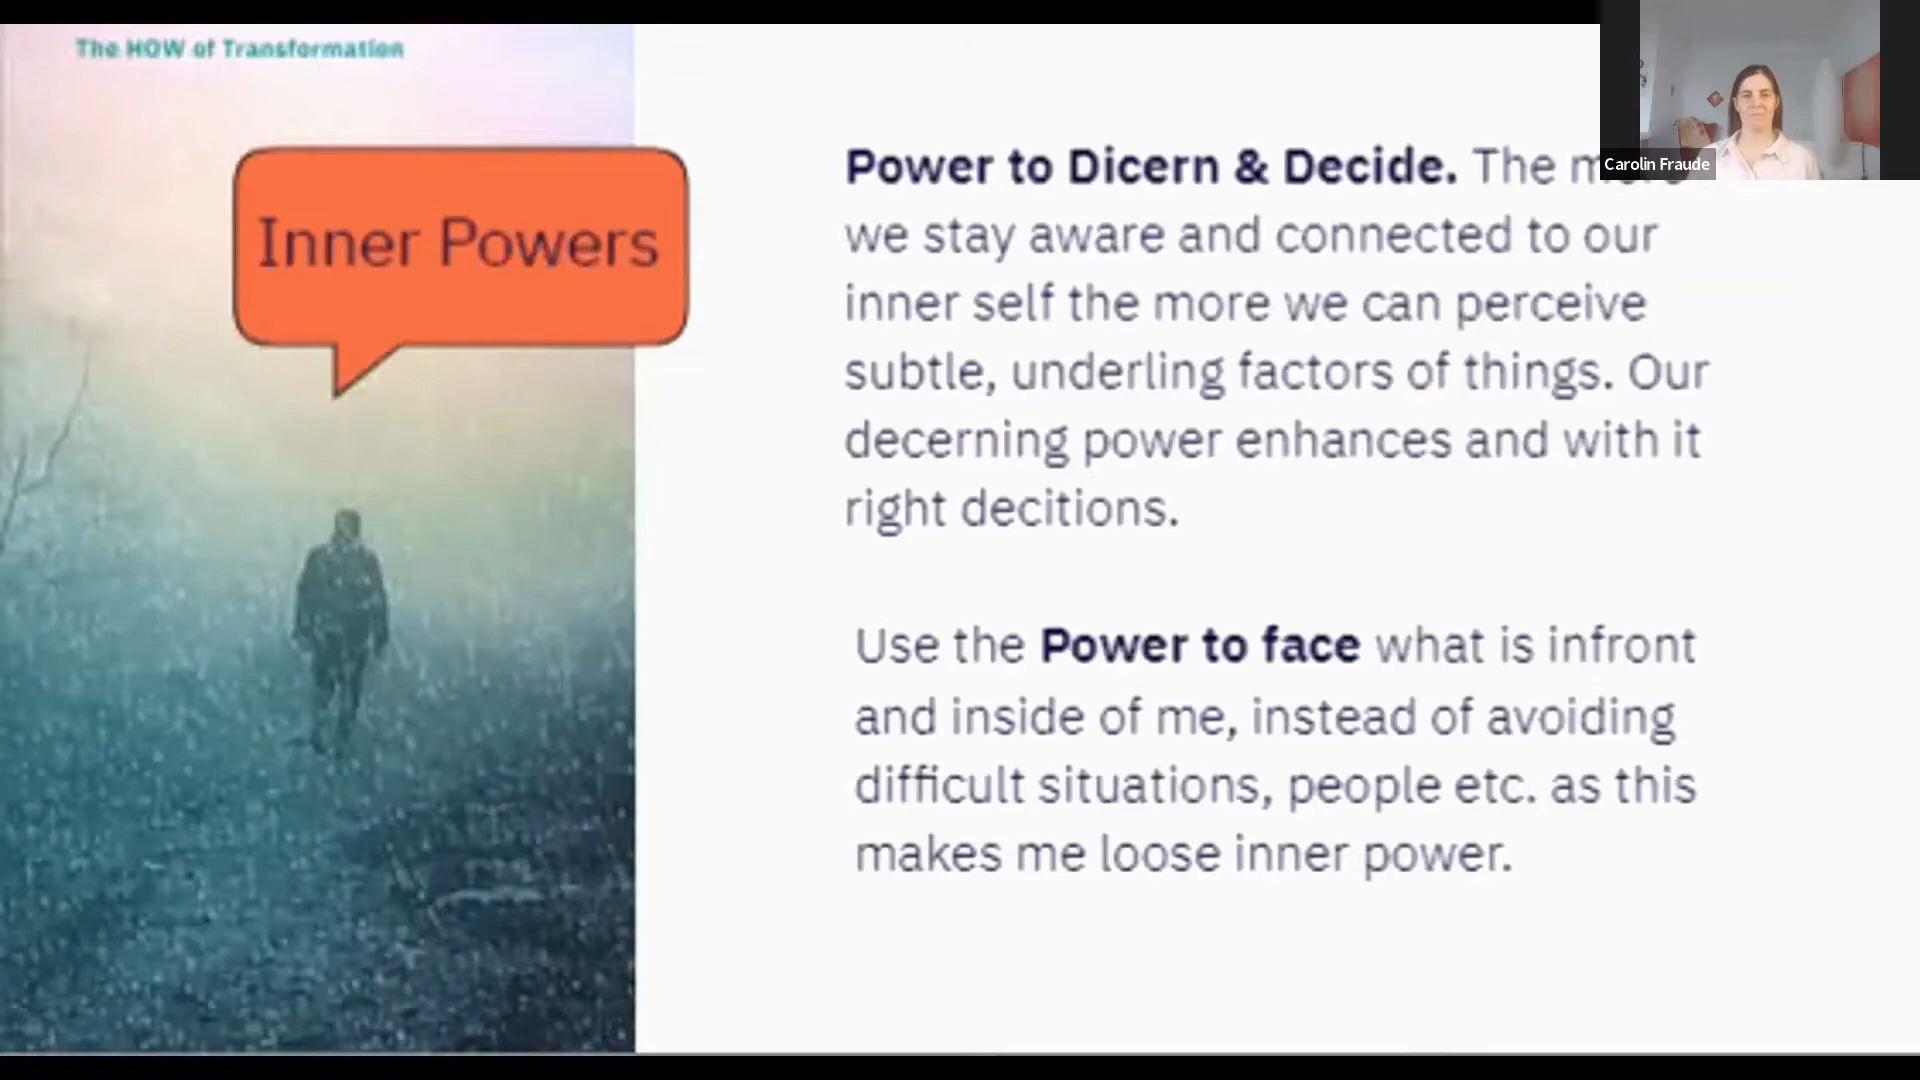 The HOW of Transformation
Inner Powers
Power to Dicern & Decide. The
we stay aware and connected to our
inner self the more we can perceive
subtle, underling factors of things. Our
decerning power enhances and with it
right decitions.
Use the Power to face what is infront
and inside of me, instead of avoiding
difficult situations, people etc. as this
makes me loose inner power.
Carolin Fraude